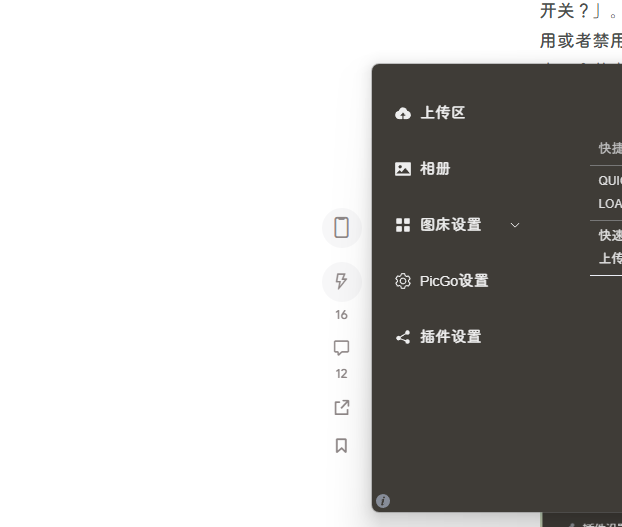 开关？」。
用或者禁用
上传区
相册
图床设置
PicGo设置
插件设置
快捷
QUIC
LOA
快速
上传
16
12